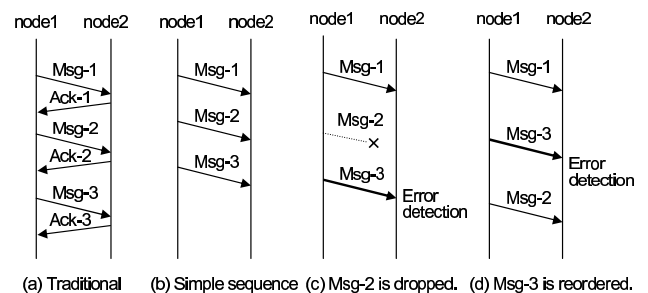 node1 node2 node1 node2 node1 node2 node1 node2
Msg-1
Ack-1
Msg-2
Ack-2
Msg-3
Ack-3
(a) Traditional
Msg-1
Msg-2
Msg-3
(b) Simple sequence
Msg-1
Msg-2
Msg-3
Error
detection
(c) Msg-2 is dropped.
Msg-1
Msg-3
Error
detection
Msg-2
(d) Msg-3 is reordered.